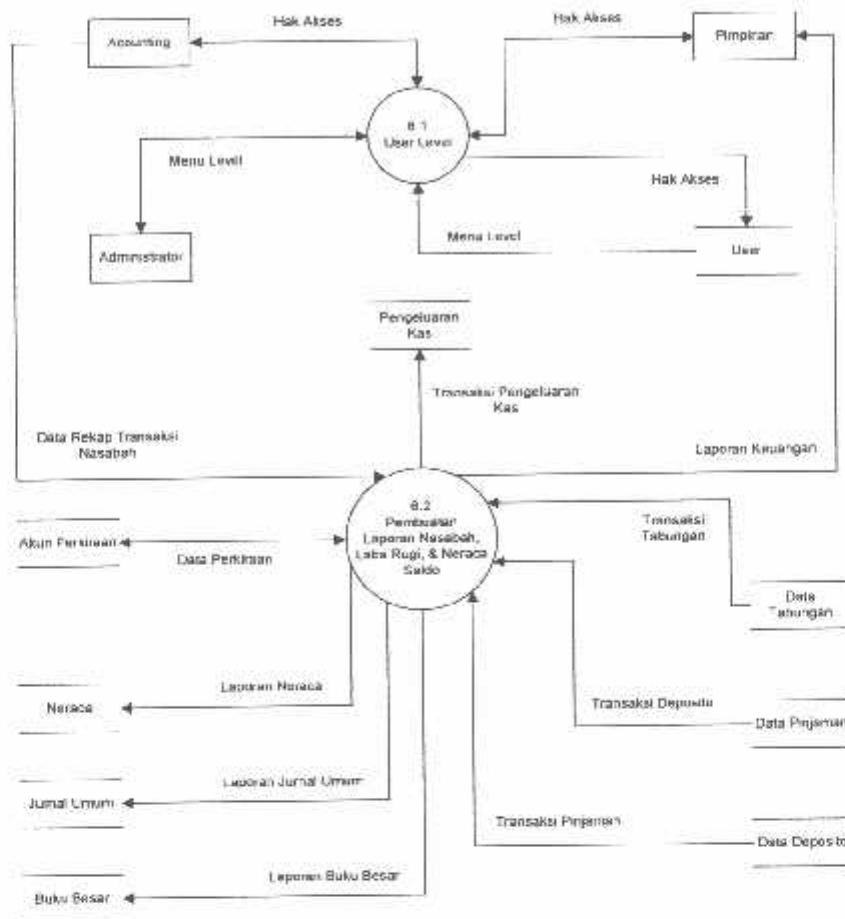 Hak Akses
Hak Akses
Accounting
Pimpinan
6.1
User Level
Menu Level
Hak Akses
Administrator
Menu Level
User
Pengeluaran
Kas
Transaksi Pengeluaran
Kas
Data Rekap Transaksi
Nasabah
Laporan Keuangan
6.2
Pembuatan
Laporan Nasabah,
Laba Rugi, & Neraca
Saldo
Akun Perkiraan
Data Perkiraan
Transaksi
Tabungan
Data
Tabungan
Laporan Neraca
Neraca
Transaksi Deposito
Data Pinjaman
Laporan Jurnal Umum
Jurnal Umum
Transaksi Pinjaman
Data Deposito
Laporan Buku Besar
Buku Besar